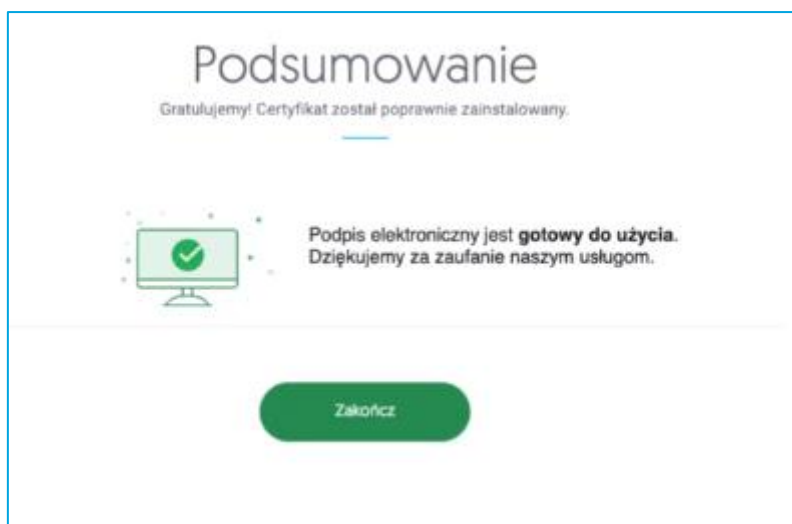 Podsumowanie
Gratulujemy! Certyfikat został poprawnie zainstalowany.
Podpis elektroniczny jest gotowy do użycia.
Dziękujemy za zaufanie naszym usługom.
Zakończ